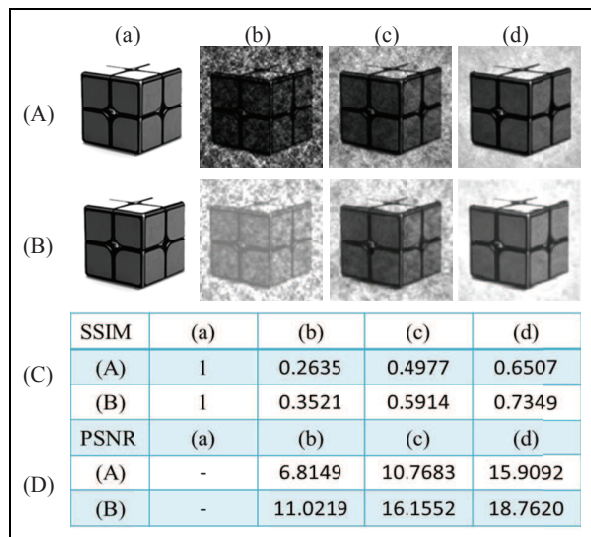 (a) (b) (c) (d)
(A)
(B)
(C)
SSIM (a) (b) (c) (d)
(A) 1 0.2635 0.4977 0.6507
(B) 1 0.3521 0.5914 0.7349
(D)
PSNR (a) (b) (c) (d)
(A) - 6.8149 10.7683 15.9092
(B) - 11.0219 16.1552 18.7620